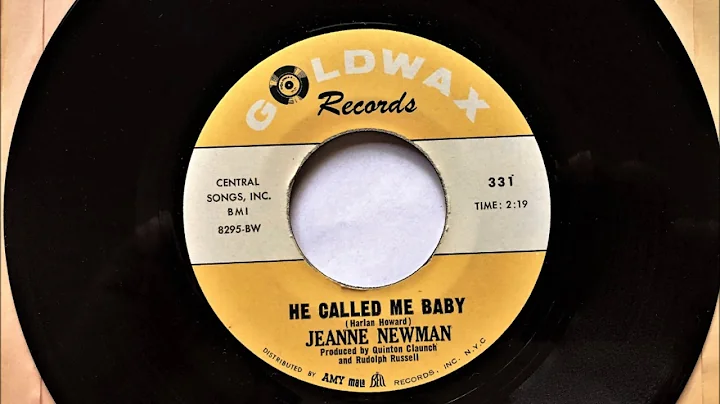 GOLDWAX
Records
CENTRAL
SONGS, INC.
BMI
8295-BW
331
TIME: 2:19
HE CALLED ME BABY
(Harlan Howard)
JEANNE NEWMAN
Produced by Quinton Claunch
and Rudolph Russell
DISTRIBUTED BY AMY mala Bell RECORDS, INC. N.Y.C